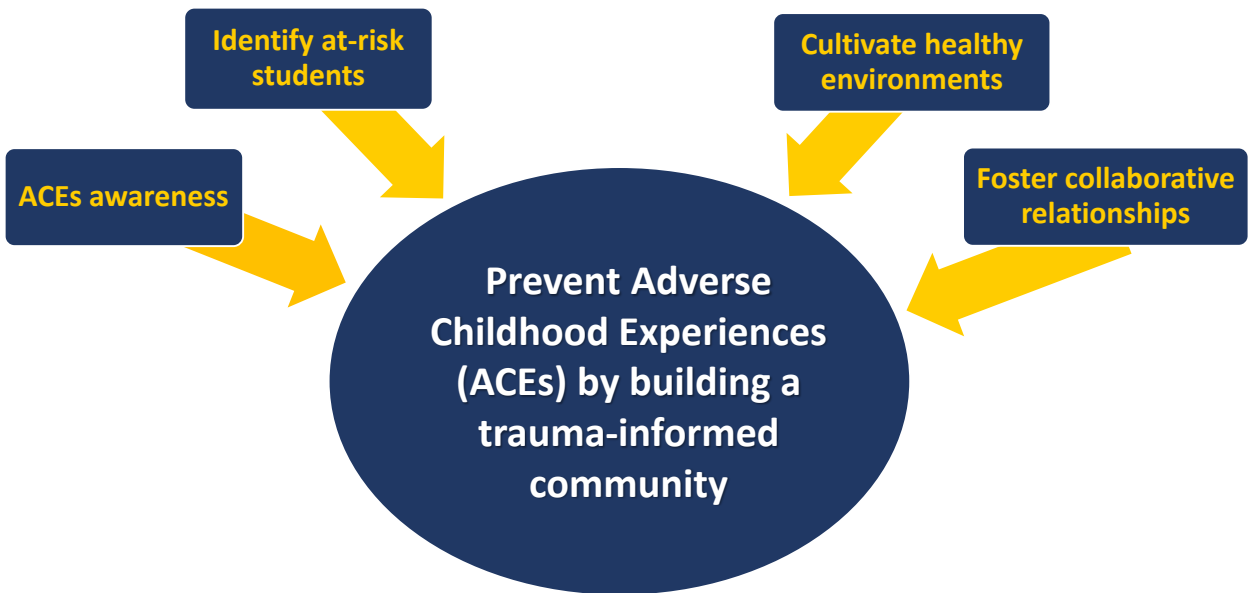 Identify at-risk
students
Cultivate healthy
environments
ACEs awareness
Foster collaborative
relationships
Prevent Adverse
Childhood Experiences
(ACEs) by building a
trauma-informed
community